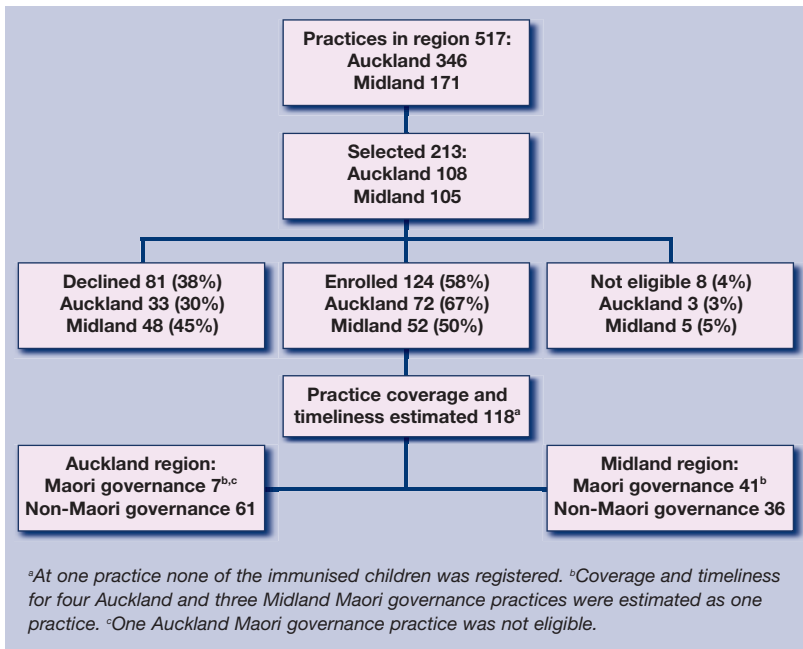 Practices in region 517:
Auckland 346
Midland 171
Selected 213:
Auckland 108
Midland 105
Declined 81 (38%)
Auckland 33 (30%)
Midland 48 (45%)
Enrolled 124 (58%)
Auckland 72 (67%)
Midland 52 (50%)
Not eligible 8 (4%)
Auckland 3 (3%)
Midland 5 (5%)
Practice coverage and
timeliness estimated 118ᵃ
Auckland region:
Maori governance 7ᵇ,ᶜ
Non-Maori governance 61
Midland region:
Maori governance 41ᵇ
Non-Maori governance 36
ᵃAt one practice none of the immunised children was registered. ᵇCoverage and timeliness
for four Auckland and three Midland Maori governance practices were estimated as one
practice. ᶜOne Auckland Maori governance practice was not eligible.